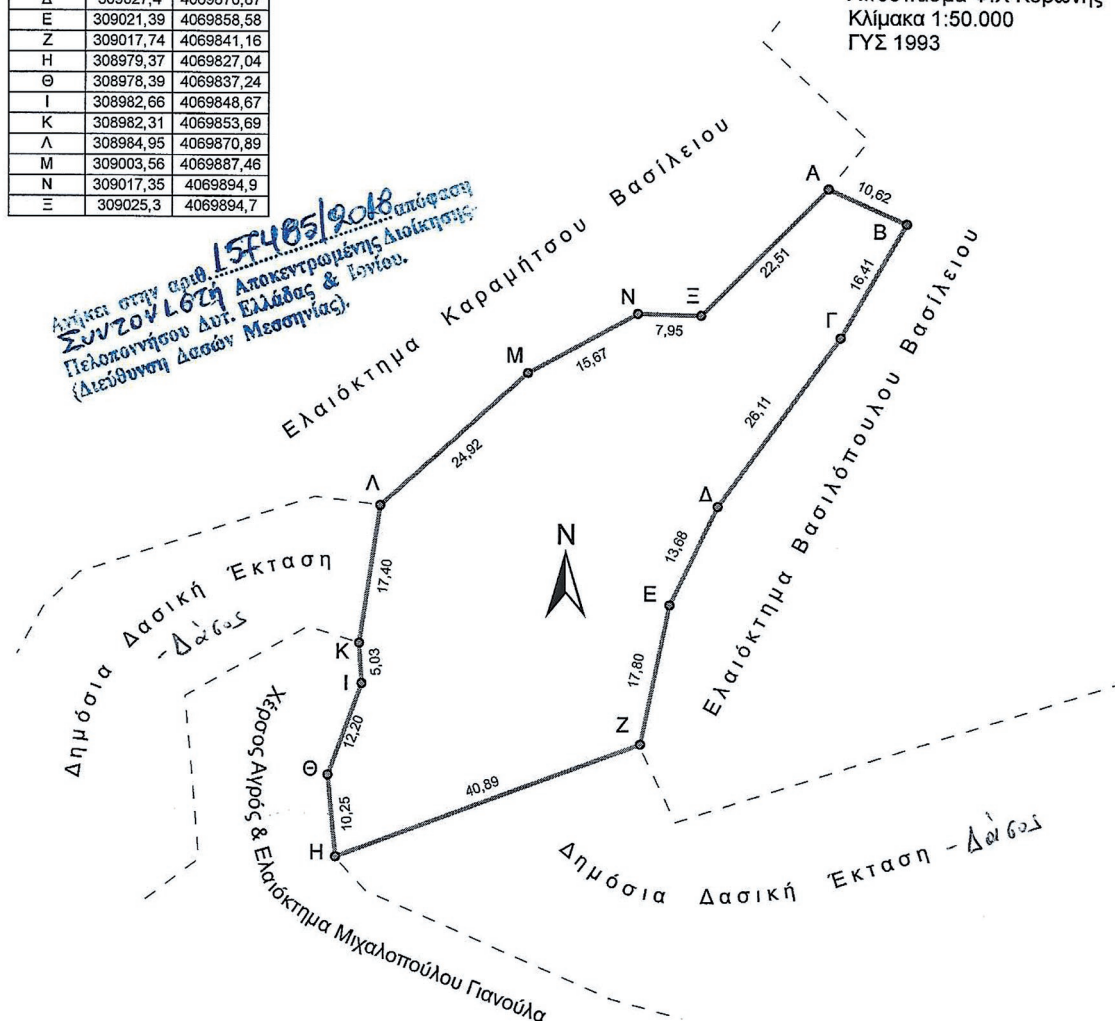 Ε 309021,39 4069858,58
Ζ 309017,74 4069841,16
Η 308979,37 4069827,04
Θ 308978,39 4069837,24
Ι 308982,66 4069848,67
Κ 308982,31 4069853,69
Λ 308984,95 4069870,89
Μ 309003,56 4069887,46
Ν 309017,35 4069894,9
Ξ 309025,3 4069894,7
Κλίμακα 1:50.000
ΓΥΣ 1993
Ανήκει στην αριθ. 157485/2018 απόφαση
Συντονιστή Αποκεντρωμένης Διοίκησης
Πελοποννήσου Δυτ. Ελλάδας & Ιονίου.
(Διεύθυνση Δασών Μεσσηνίας).
Ελαιόκτημα Καραμήτσου Βασίλειου
Α
10,62
Β
22,51
16,41
Ν
Ξ
7,95
Γ
Μ
15,67
26,11
24,92
Ελαιόκτημα Βασιλόπουλου Βασίλειου
Λ
Δ
Ν
13,68
17,40
Ε
Δημόσια Δασική Έκταση
- Δάσος
Κ
5,03
17,80
Ι
12,20
Ζ
Θ
40,89
10,25
Η
Χέρσος Αγρός & Ελαιόκτημα Μιχαλοπούλου Γιανούλα
Δημόσια Δασική Έκταση - Δάσος